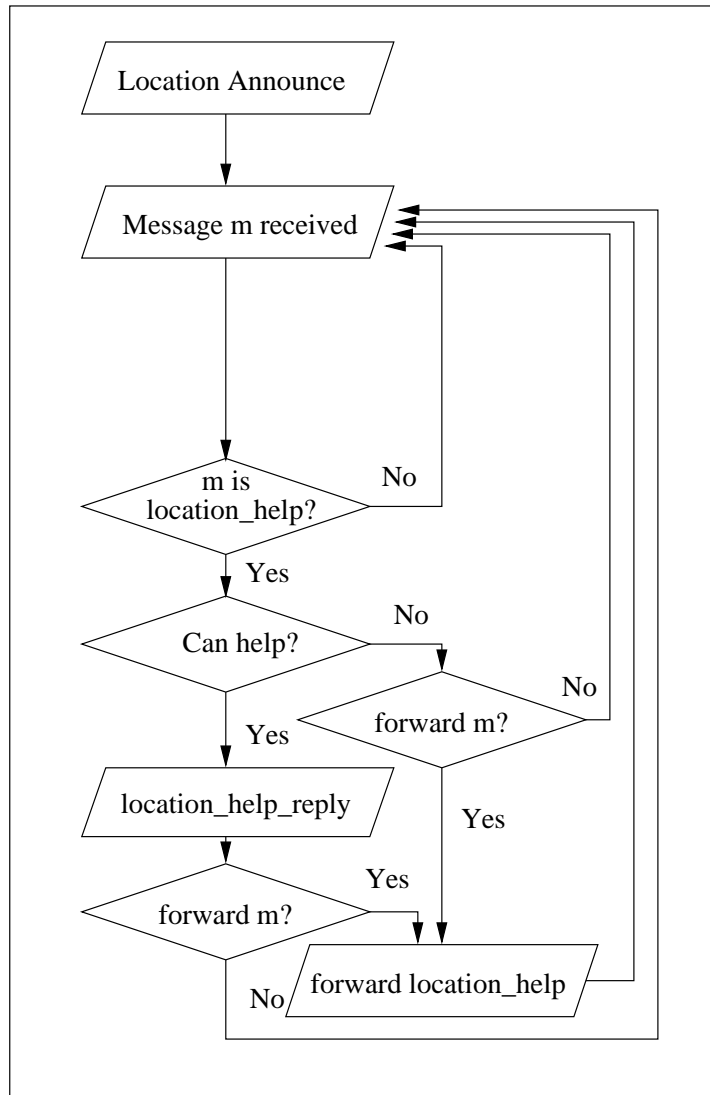 Location Announce
Message m received
m is
location_help?
No
Yes
Can help?
No
forward m?
No
Yes
location_help_reply
Yes
forward m?
Yes
forward location_help
No